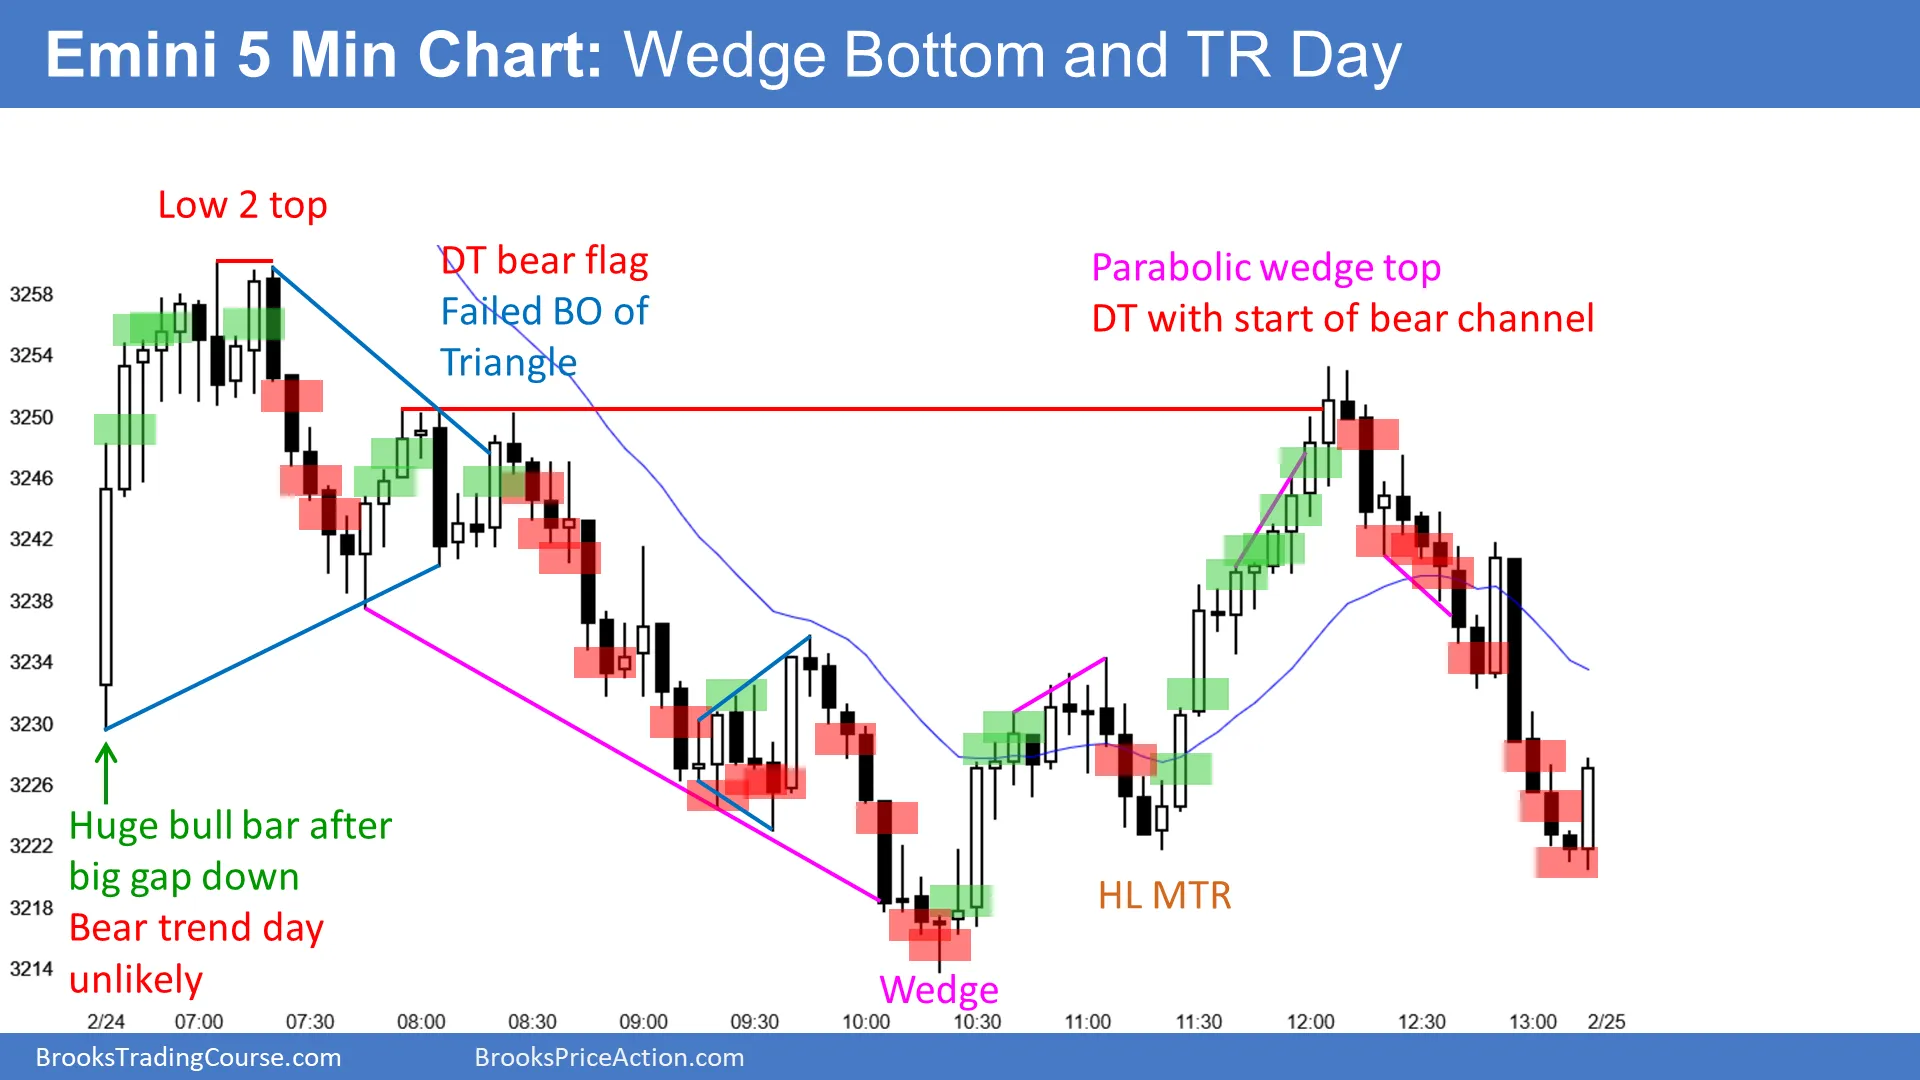 Emini 5 Min Chart: Wedge Bottom and TR Day
Low 2 top
DT bear flag
Failed BO of
Triangle
Parabolic wedge top
DT with start of bear channel
3258
3254
3250
3246
3242
3238
3234
3230
3226
3222
3218
3214
Huge bull bar after
big gap down
Bear trend day
unlikely
HL MTR
Wedge
2/24 07:00 07:30 08:00 08:30 09:00 09:30 10:00 10:30 11:00 11:30 12:00 12:30 13:00 2/25
BrooksTradingCourse.com BrooksPriceAction.com